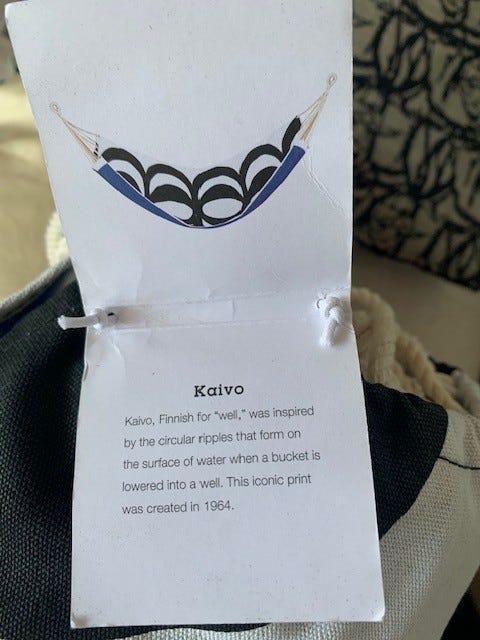 Kaivo
Kaivo, Finnish for “well,” was inspired
by the circular ripples that form on
the surface of water when a bucket is
lowered into a well. This iconic print
was created in 1964.